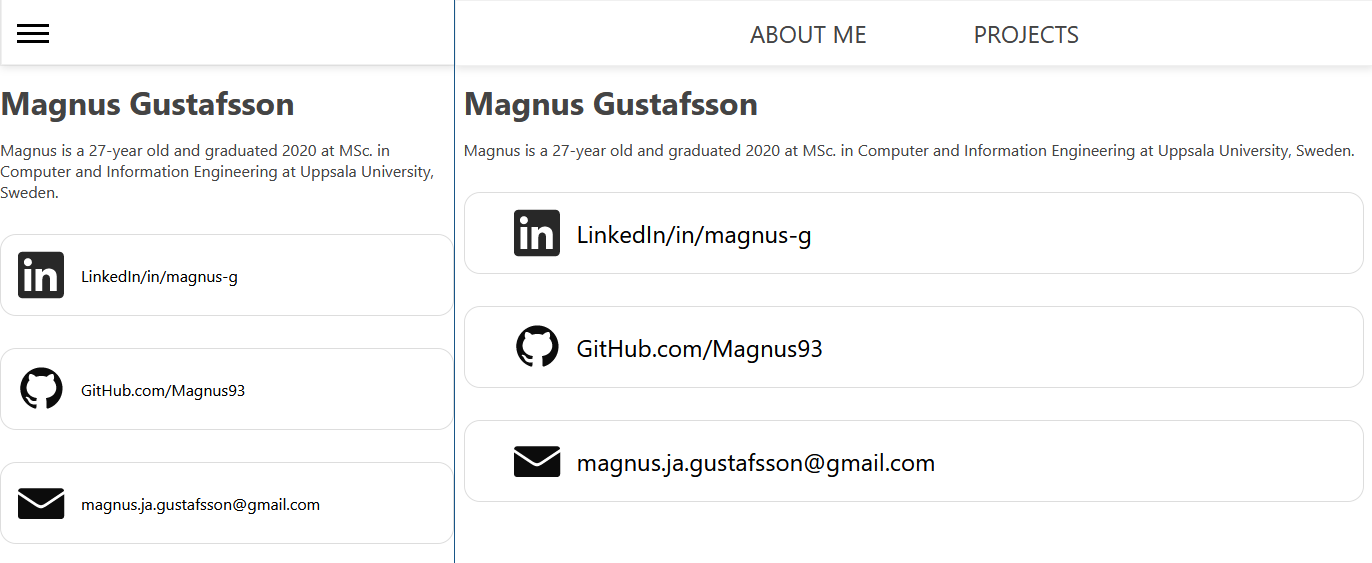 Magnus Gustafsson
Magnus is a 27-year old and graduated 2020 at MSc. in
Computer and Information Engineering at Uppsala University,
Sweden.
in
LinkedIn/in/magnus-g
GitHub.com/Magnus93
magnus.ja.gustafsson@gmail.com
ABOUT ME
PROJECTS
Magnus Gustafsson
Magnus is a 27-year old and graduated 2020 at MSc. in Computer and Information Engineering at Uppsala University, Sweden.
in
LinkedIn/in/magnus-g
GitHub.com/Magnus93
magnus.ja.gustafsson@gmail.com